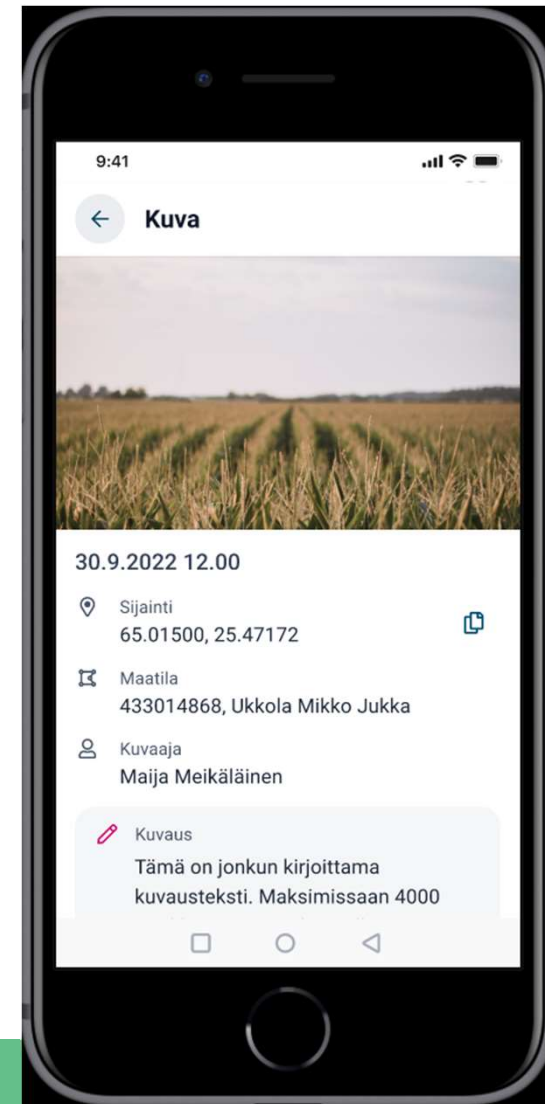 9:41
Kuva
30.9.2022 12.00
Sijainti
65.01500, 25.47172
Maatila
433014868, Ukkola Mikko Jukka
Kuvaaja
Maija Meikäläinen
Kuvaus
Tämä on jonkun kirjoittama
kuvausteksti. Maksimissaan 4000